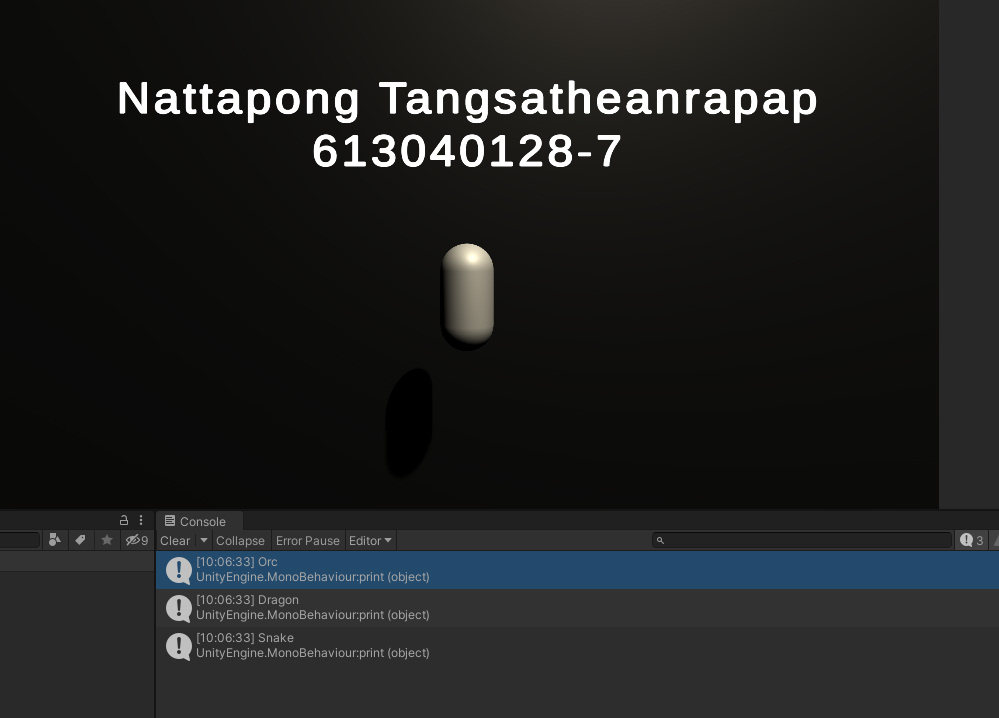 Nattapong Tangsatheanrapap
613040128-7
9
Console
Clear Collapse Error Pause Editor 3
[10:06:33] Orc
UnityEngine.MonoBehaviour:print (object)
[10:06:33] Dragon
UnityEngine.MonoBehaviour:print (object)
[10:06:33] Snake
UnityEngine.MonoBehaviour:print (object)